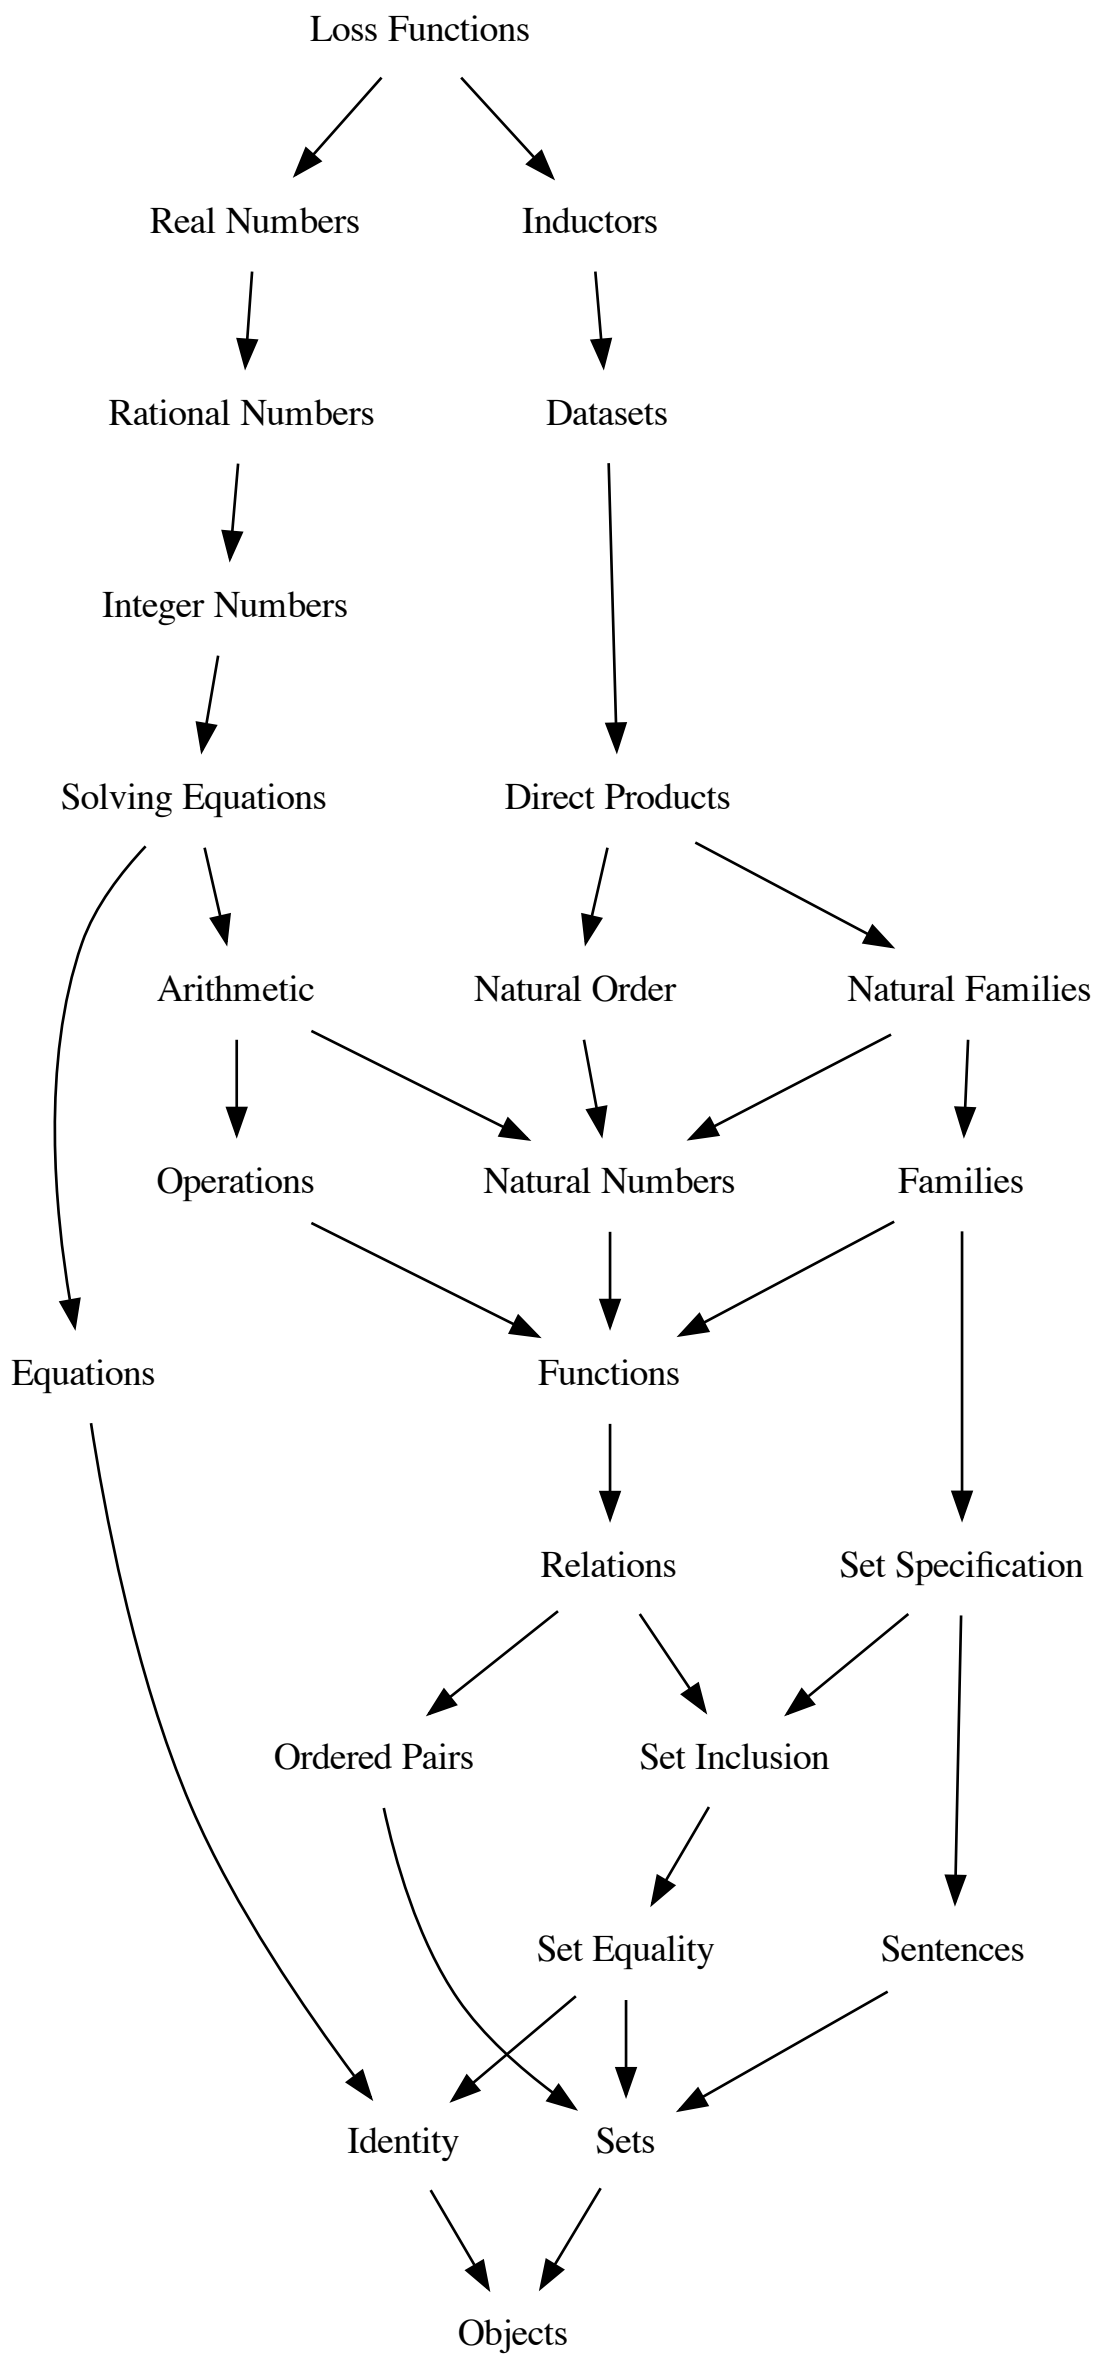 Loss Functions
Real Numbers
Inductors
Rational Numbers
Datasets
Integer Numbers
Solving Equations
Direct Products
Arithmetic
Natural Order
Natural Families
Operations
Natural Numbers
Families
Equations
Functions
Relations
Set Specification
Ordered Pairs
Set Inclusion
Set Equality
Sentences
Identity
Sets
Objects